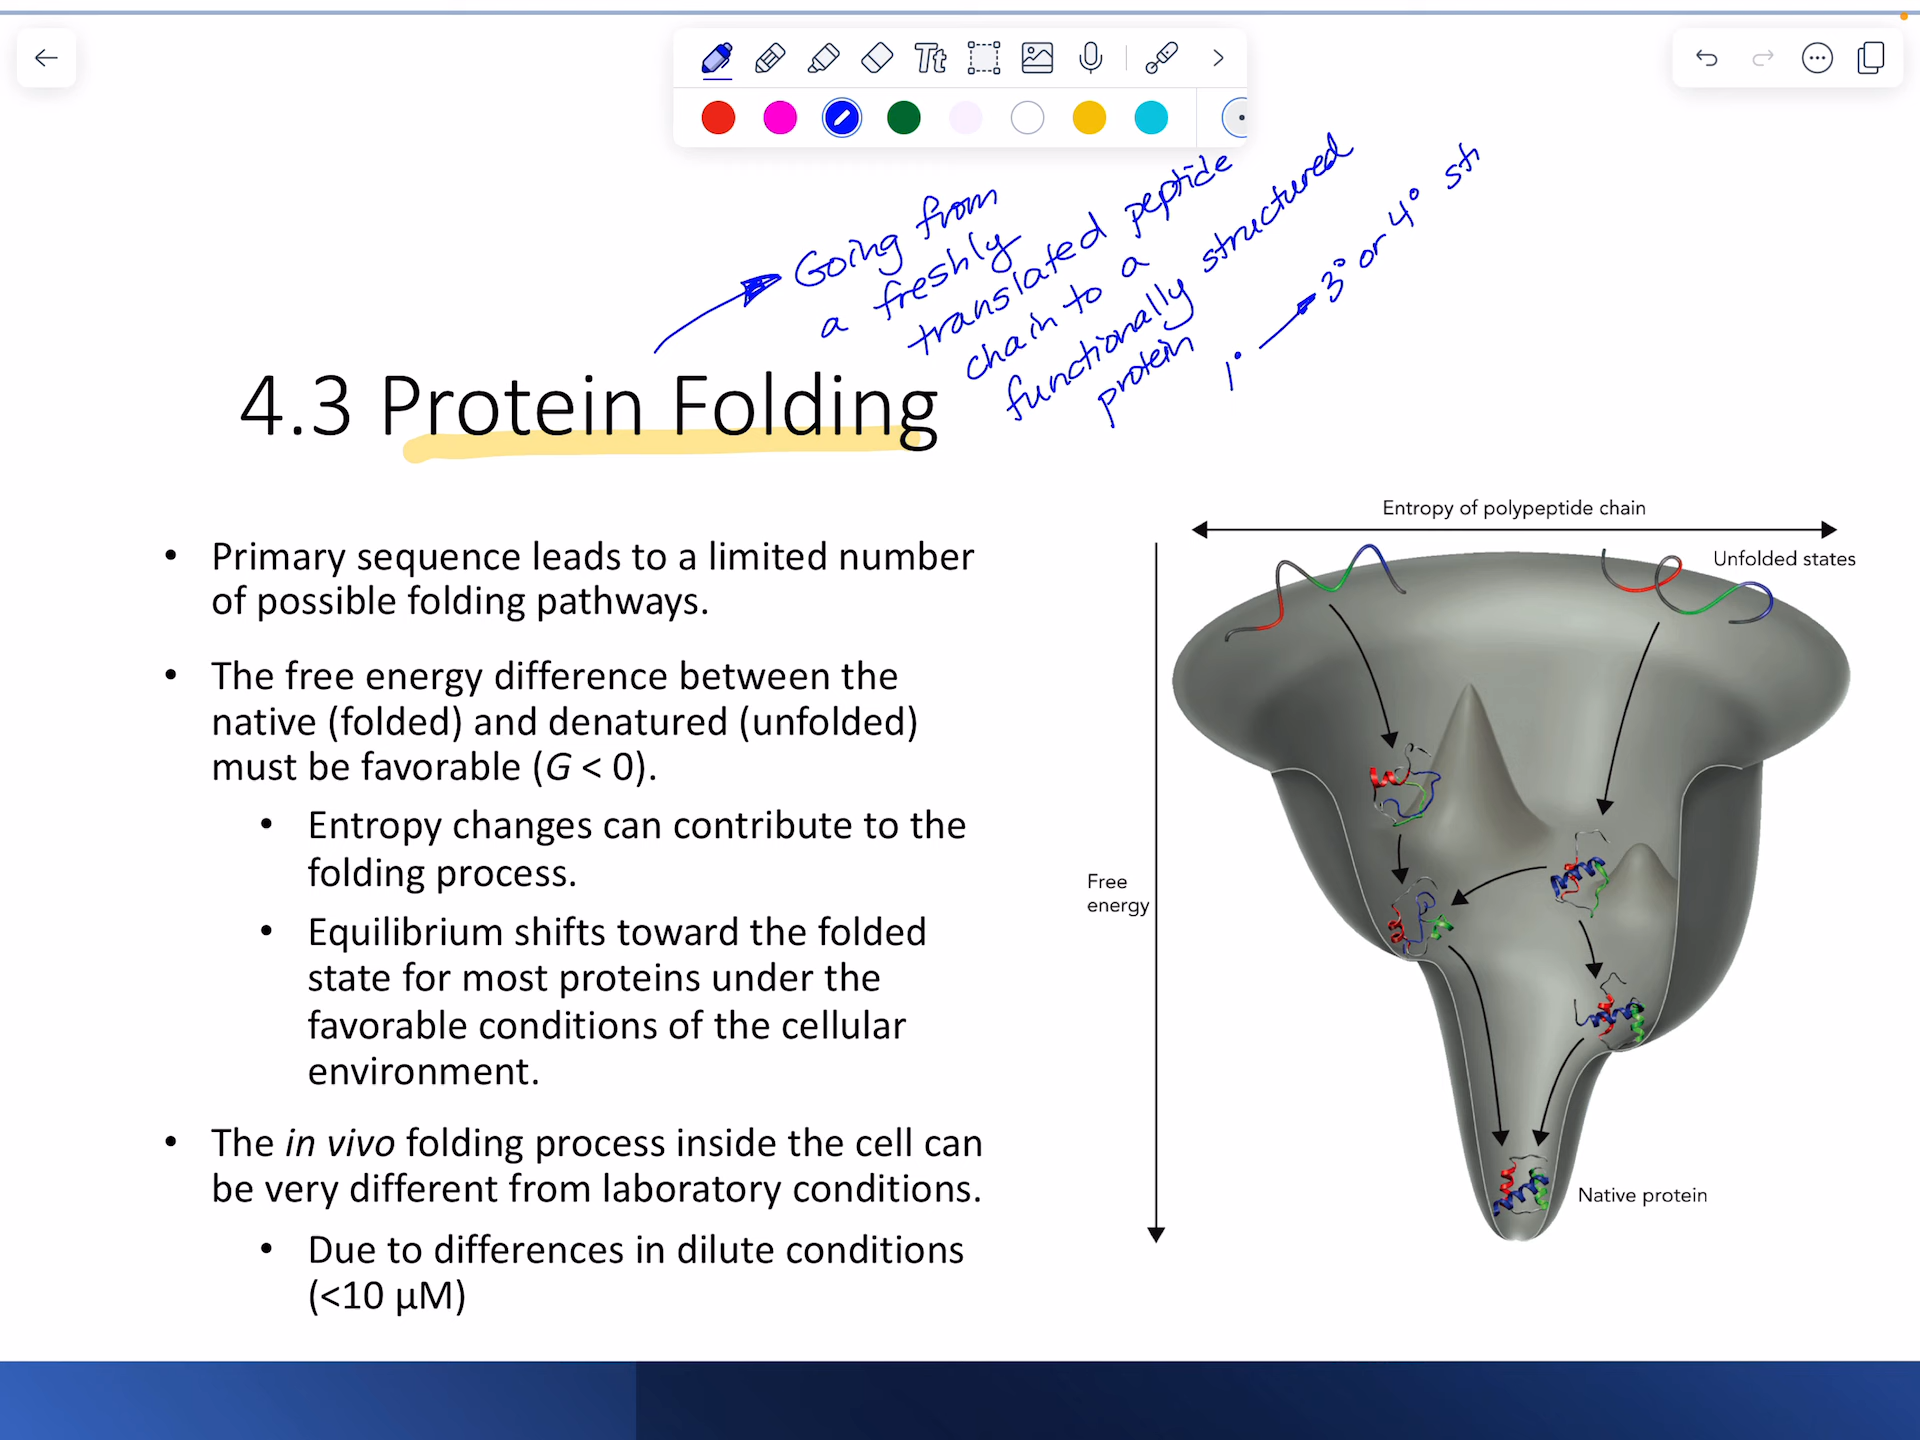 Tt
Going from
a freshly
translated peptide
chain to a
functionally structured
protein
1° → 3° or 4° st
4.3 Protein Folding
• Primary sequence leads to a limited number
of possible folding pathways.
• The free energy difference between the
native (folded) and denatured (unfolded)
must be favorable (G < 0).
• Entropy changes can contribute to the
folding process.
• Equilibrium shifts toward the folded
state for most proteins under the
favorable conditions of the cellular
environment.
• The in vivo folding process inside the cell can
be very different from laboratory conditions.
• Due to differences in dilute conditions
(<10 µM)
Entropy of polypeptide chain
Unfolded states
Free
energy
Native protein